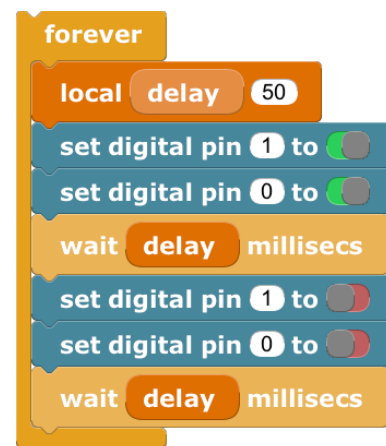 forever
local delay 50
set digital pin 1 to
set digital pin 0 to
wait delay millisecs
set digital pin 1 to
set digital pin 0 to
wait delay millisecs